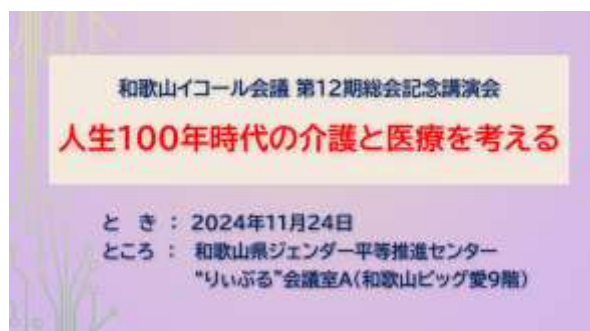 和歌山イコール会議 第12期総会記念講演会
人生100年時代の介護と医療を考える
と き : 2024年11月24日
ところ : 和歌山県ジェンダー平等推進センター
“りぃぶる”会議室A(和歌山ビッグ愛9階)